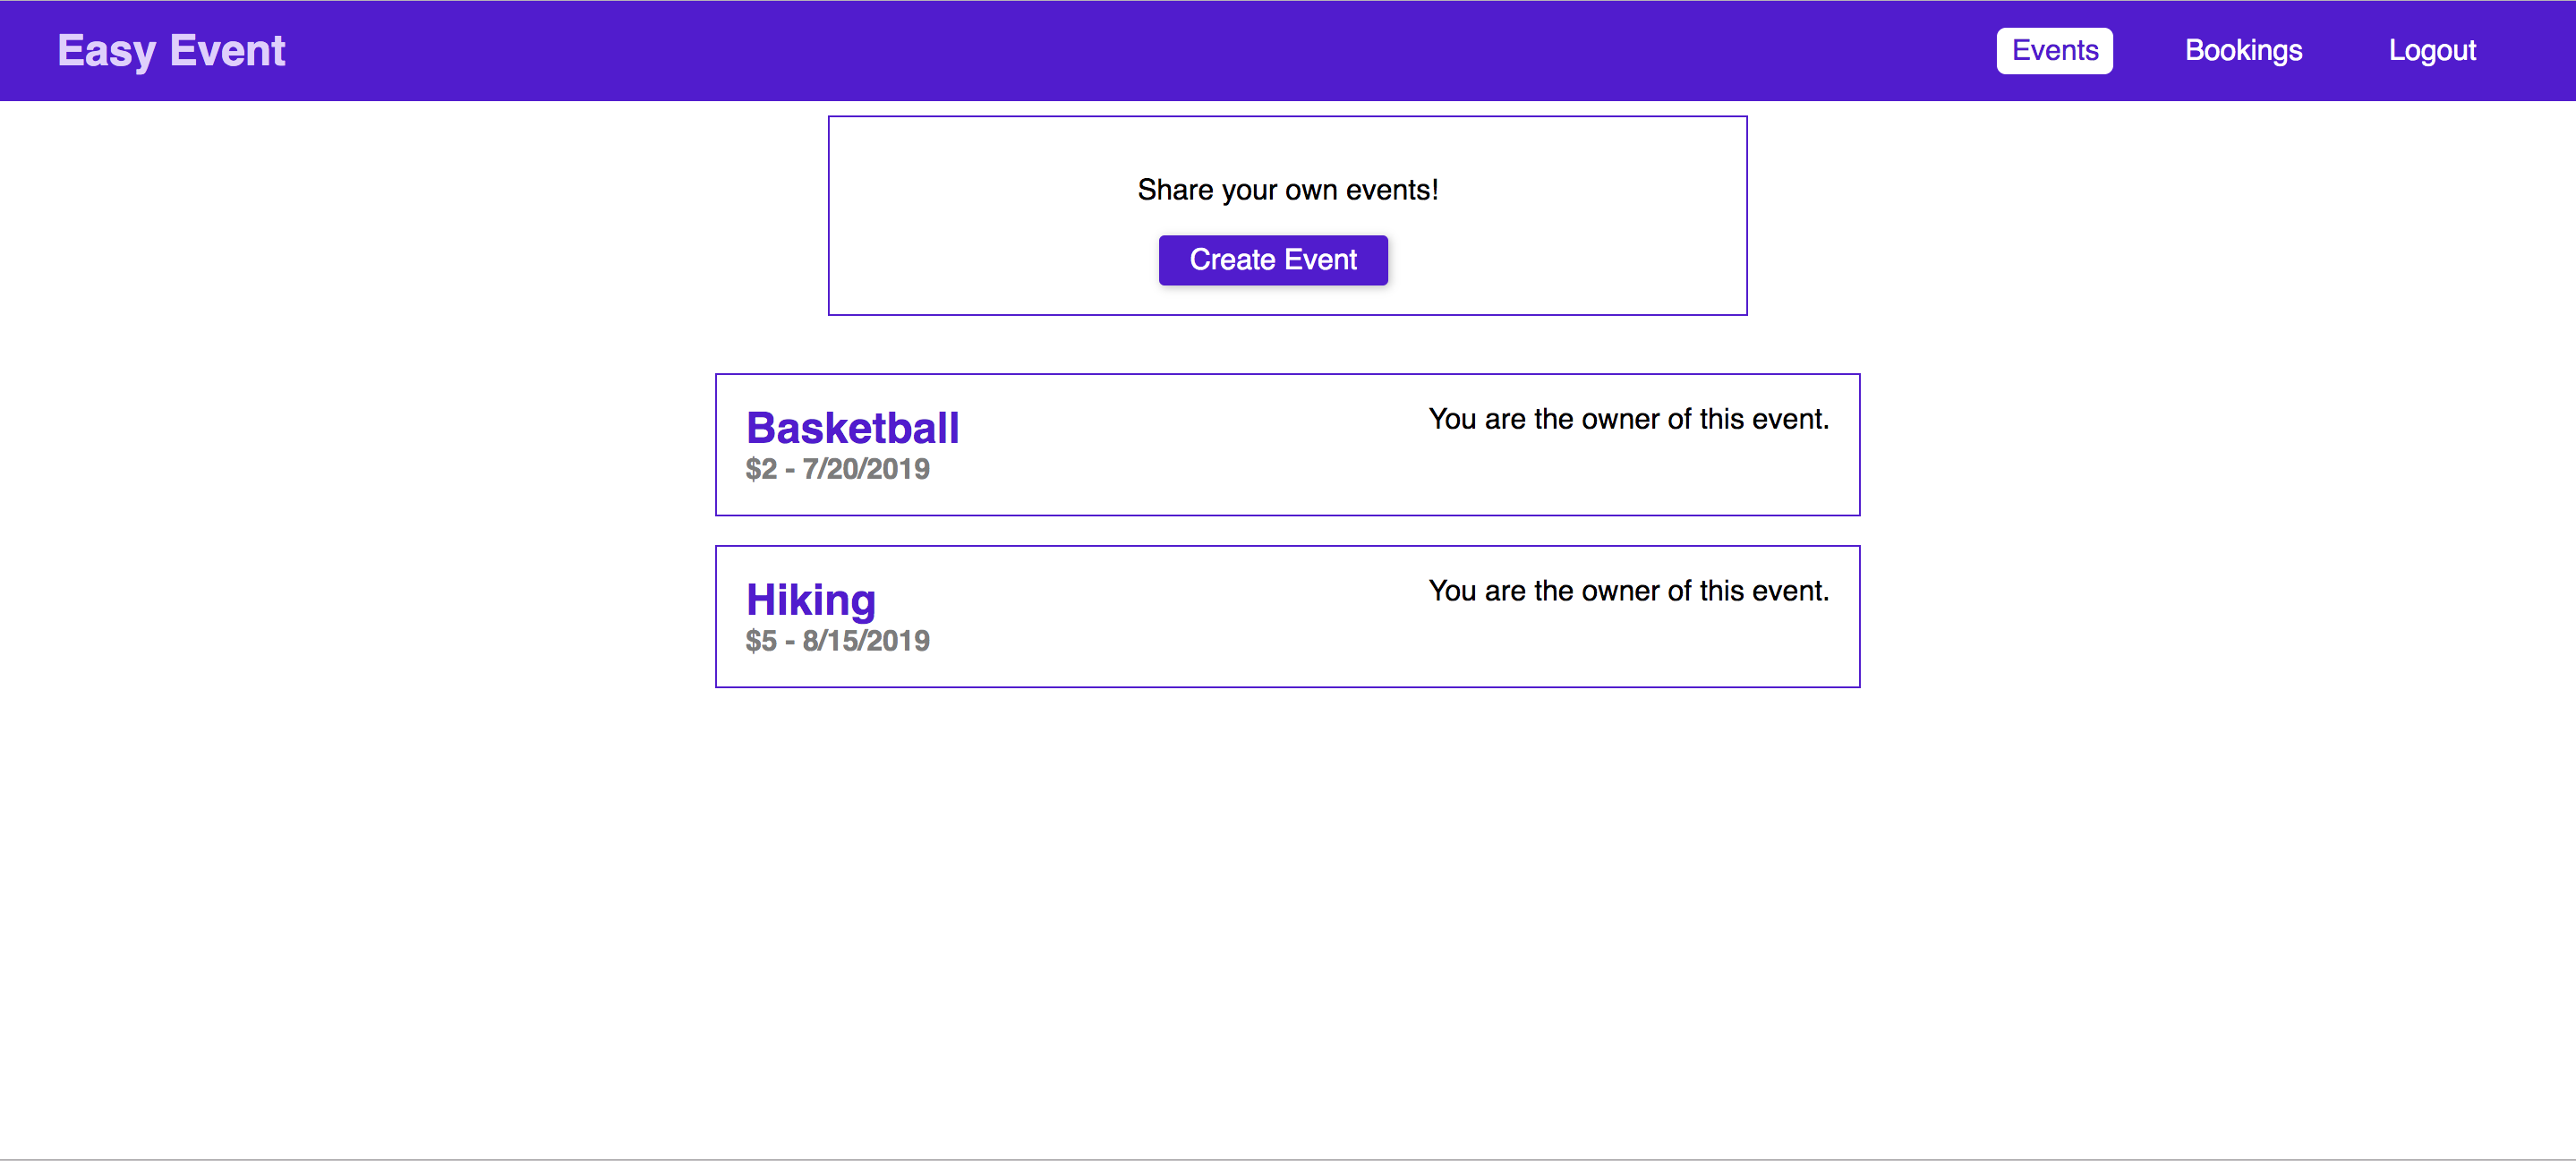 Easy Event
Events
Bookings
Logout
Share your own events!
Create Event
Basketball
You are the owner of this event.
$2 - 7/20/2019
Hiking
You are the owner of this event.
$5 - 8/15/2019